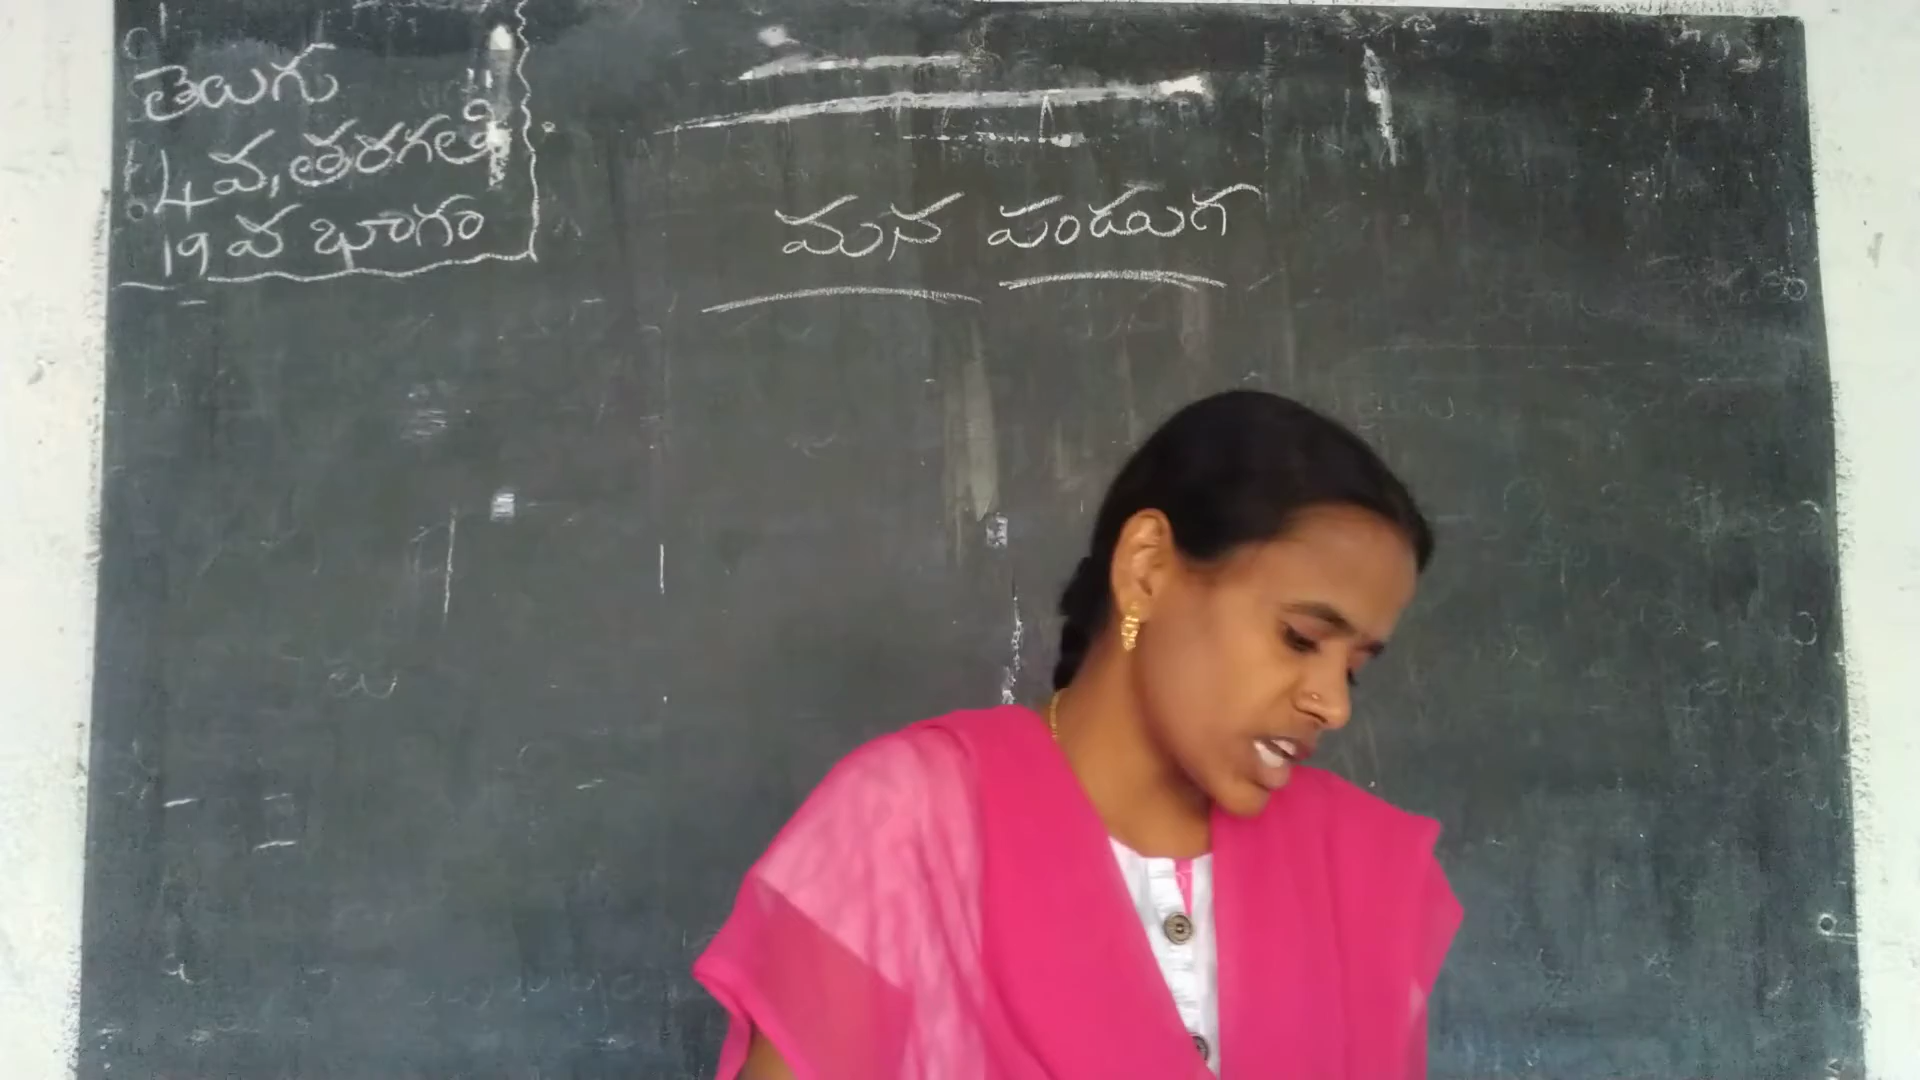 తెలుగు
4వ, తరగతి
19వ భాగం
మన పండుగ